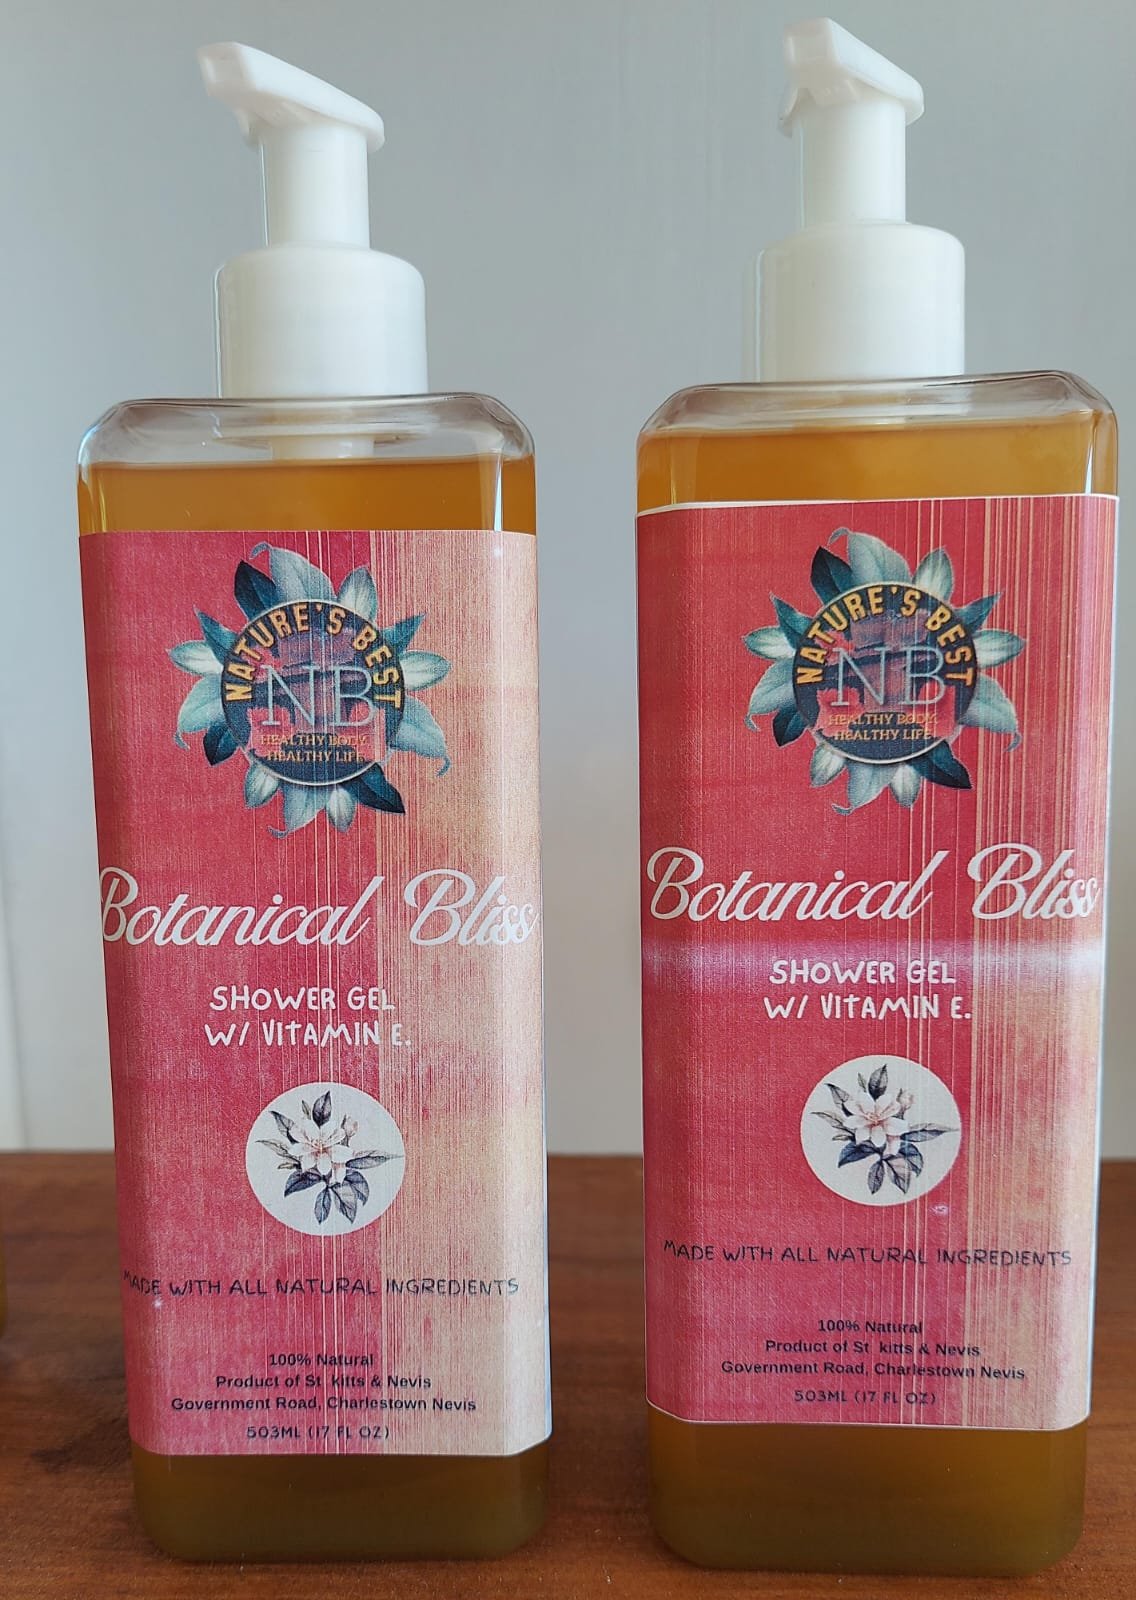 NATURE'S BEST
NB
HEALTHY BODY
HEALTHY LIFE
Botanical Bliss
SHOWER GEL
W/ VITAMIN E.
MADE WITH ALL NATURAL INGREDIENTS
100% Natural
Product of St kitts & Nevis
Government Road, Charlestown Nevis
503ML (17 FL OZ)
NATURE'S BEST
NB
HEALTHY BODY
HEALTHY LIFE
Botanical Bliss
SHOWER GEL
W/ VITAMIN E.
MADE WITH ALL NATURAL INGREDIENTS
100% Natural
Product of St kitts & Nevis
Government Road, Charlestown Nevis
503ML (17 FL OZ)